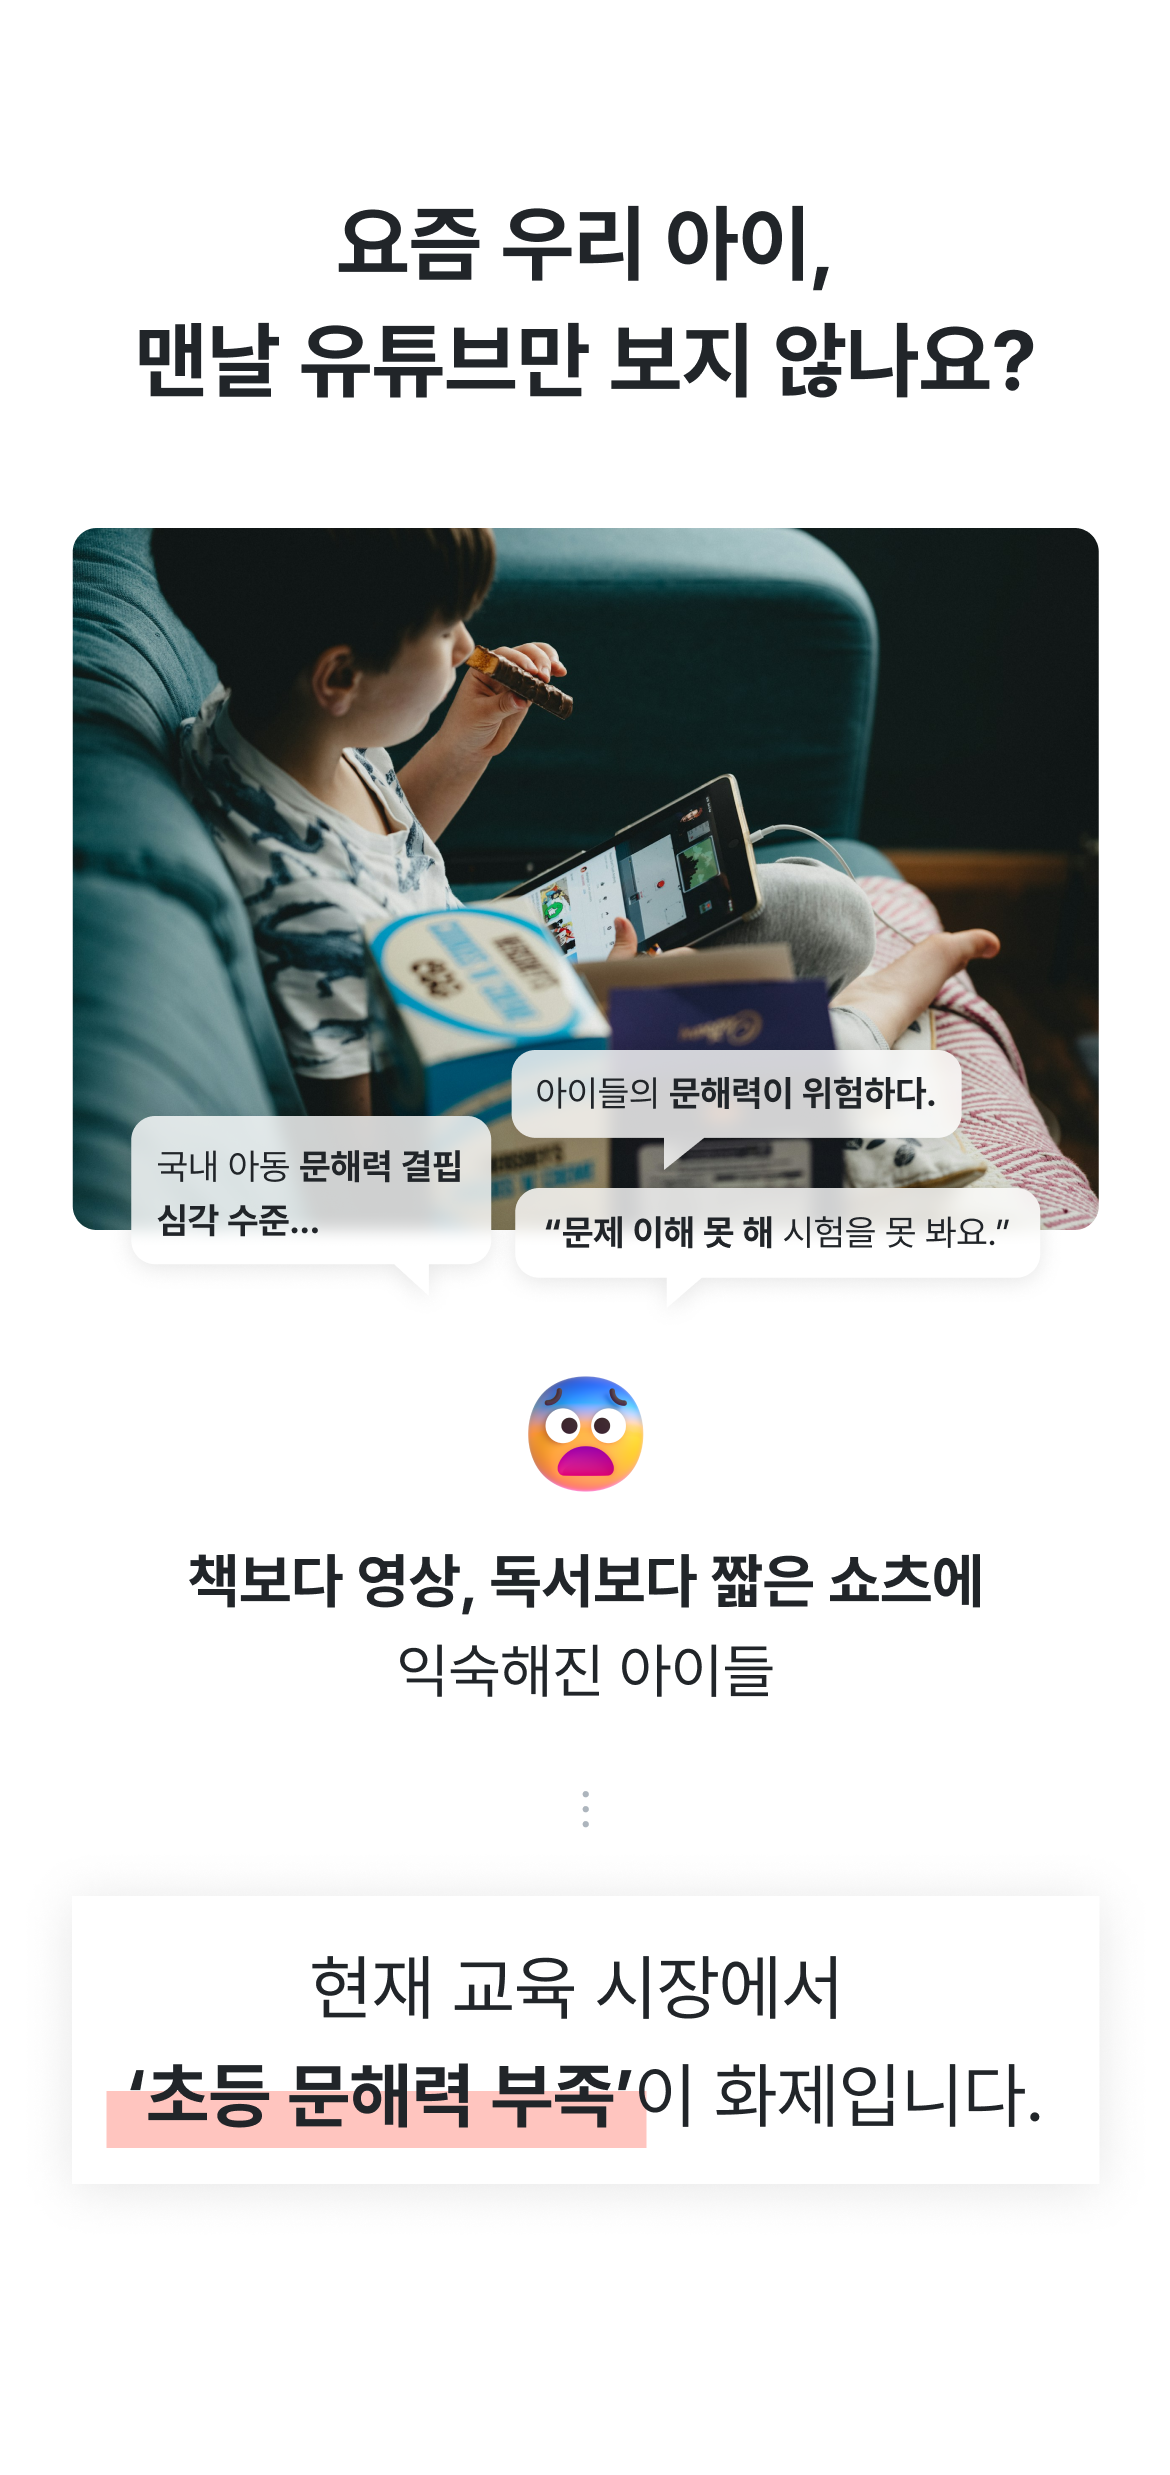 요즘 우리 아이,
맨날 유튜브만 보지 않나요?
아이들의 문해력이 위험하다.
국내 아동 문해력 결핍
심각 수준...
“문제 이해 못 해 시험을 못 봐요.”
책보다 영상, 독서보다 짧은 쇼츠에
익숙해진 아이들
현재 교육 시장에서
‘초등 문해력 부족’이 화제입니다.